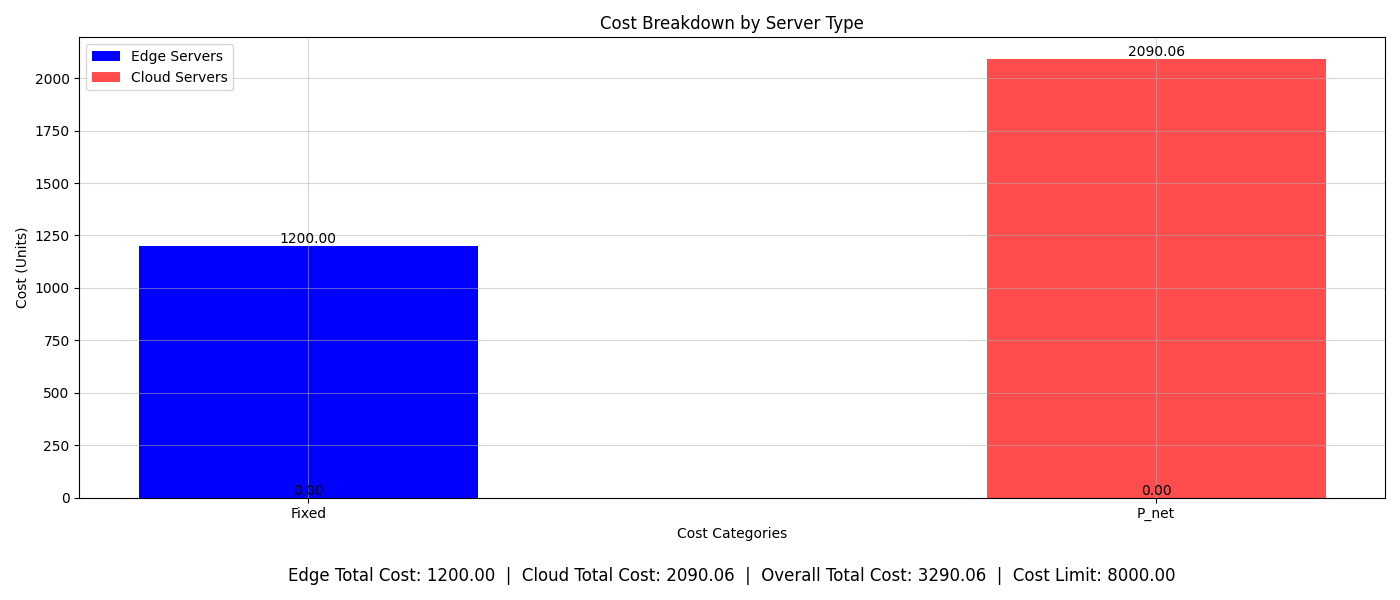 Cost Breakdown by Server Type
Edge Servers
Cloud Servers
Cost (Units)
2000
1750
1500
1250
1000
750
500
250
0
1200.00
0.00
2090.06
0.00
Fixed
P_net
Cost Categories
Edge Total Cost: 1200.00 | Cloud Total Cost: 2090.06 | Overall Total Cost: 3290.06 | Cost Limit: 8000.00